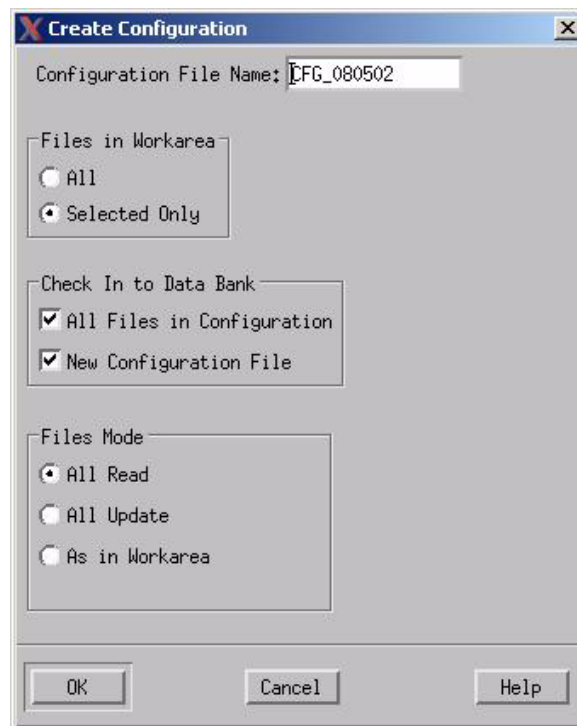 Create Configuration
Configuration File Name: CFG_080502
Files in Workarea
All
Selected Only
Check In to Data Bank
All Files in Configuration
New Configuration File
Files Mode
All Read
All Update
As in Workarea
OK Cancel Help